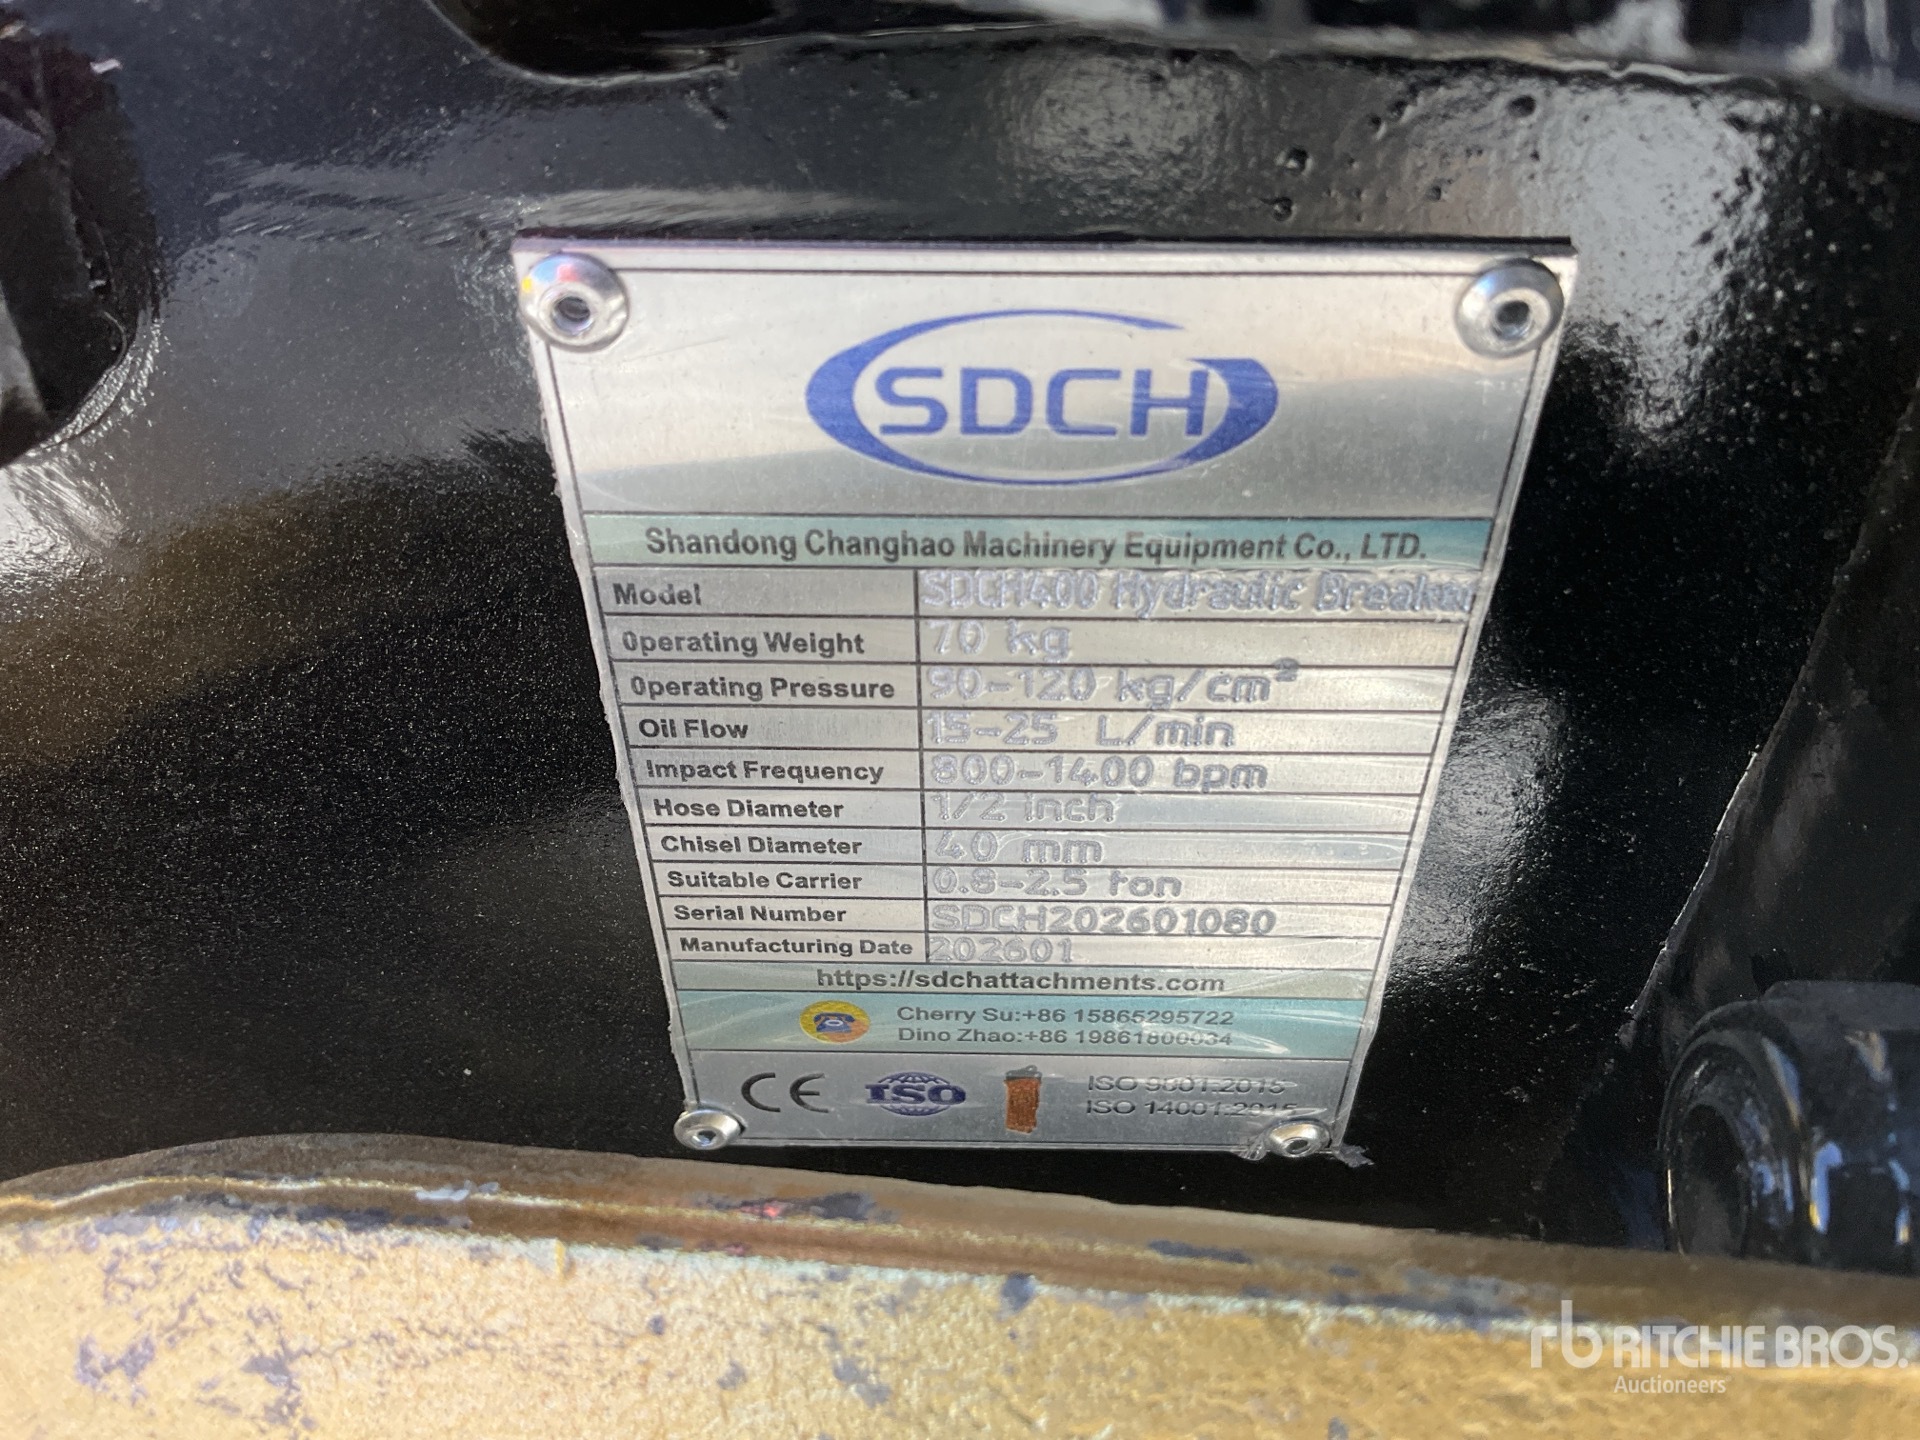 SDCH
Shandong Changhao Machinery Equipment Co., LTD.
Model SDCH400 Hydraulic Breaker
Operating Weight 70 kg
Operating Pressure 90-120 kg/cm²
Oil Flow 15-25 L/min
Impact Frequency 800-1400 bpm
Hose Diameter 1/2 inch
Chisel Diameter 40 mm
Suitable Carrier 0.8-2.5 ton
Serial Number SDCH202601080
Manufacturing Date 202601
https://sdchattachments.com
Cherry Su:+86 15865295722
Dino Zhao:+86 19861800034
CE ISO ISO 9001:2015
ISO 14001:2015
rb RITCHIE BROS.
Auctioneers